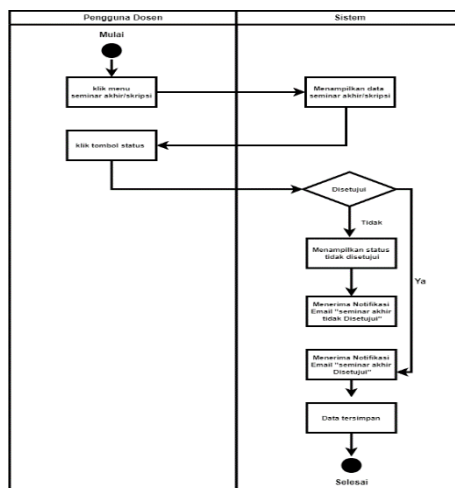 Pengguna Dosen
Sistem
Mulai
klik menu
seminar akhir/skripsi
Menampilkan data
seminar akhir/skripsi
klik tombol status
Disetujui
Tidak
Menampilkan status
tidak disetujui
Ya
Menerima Notifikasi
Email "seminar akhir
tidak Disetujui"
Menerima Notifikasi
Email "seminar akhir
Disetujui"
Data tersimpan
Selesai